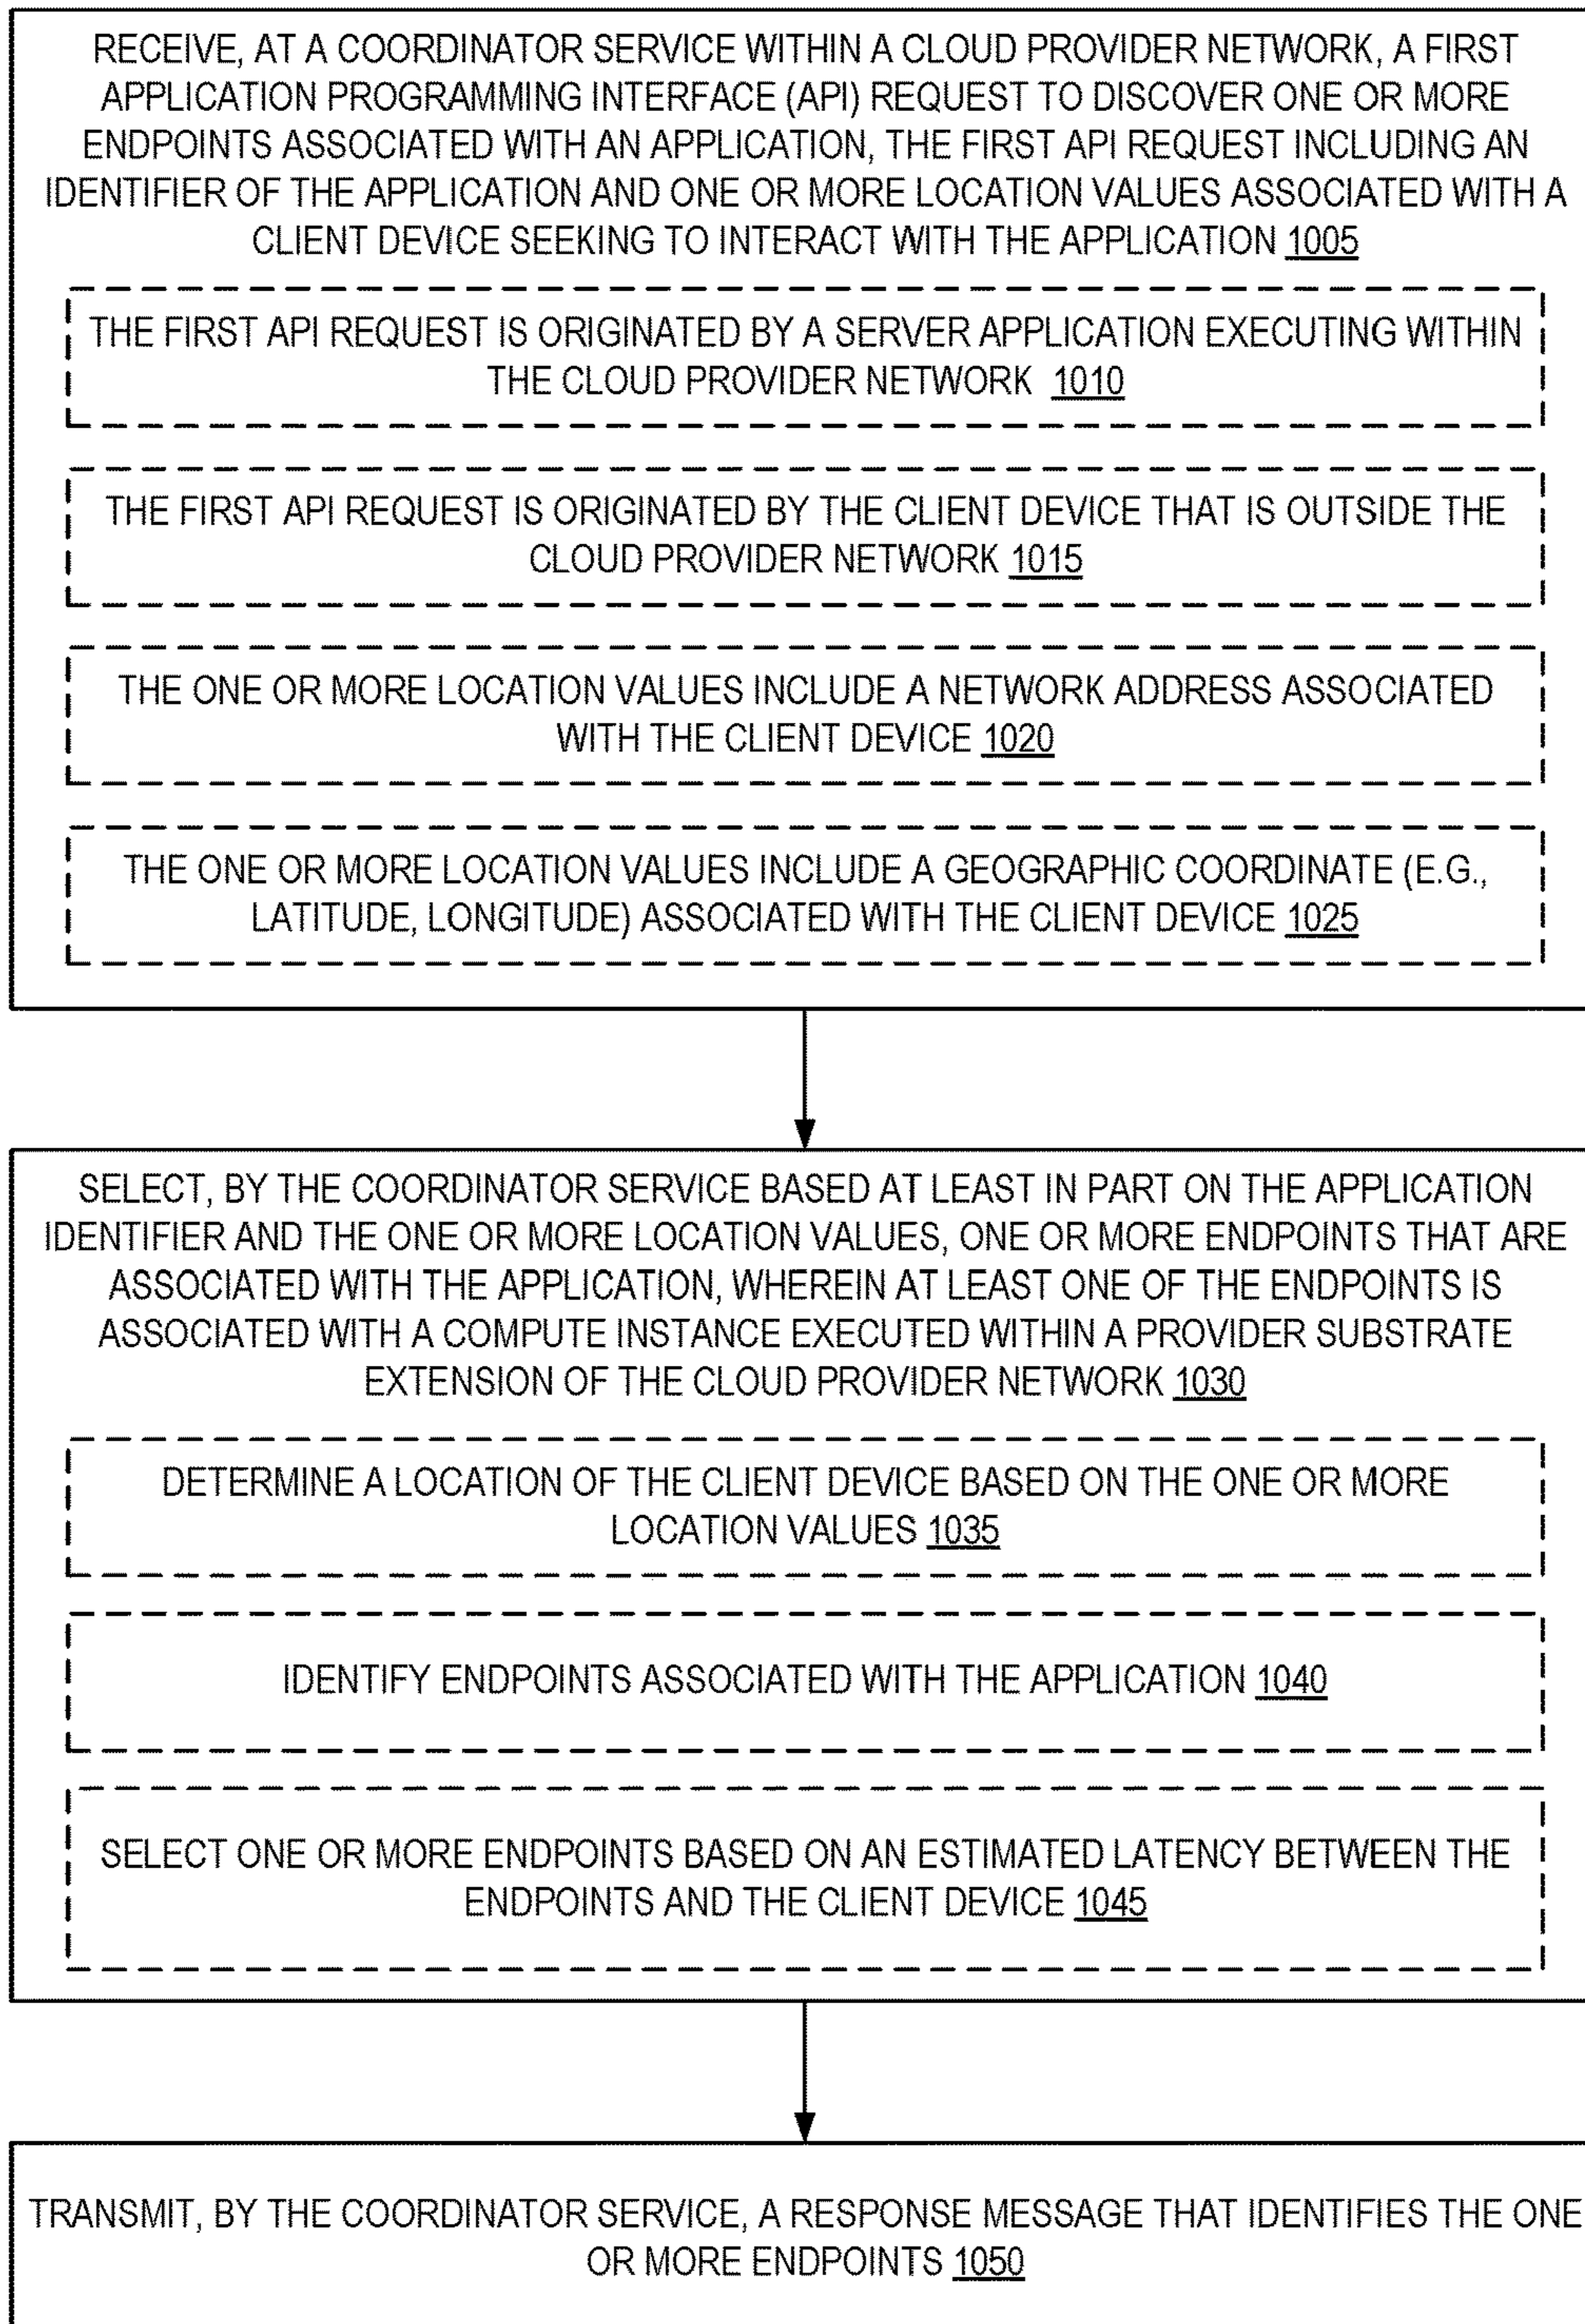 RECEIVE, AT A COORDINATOR SERVICE WITHIN A CLOUD PROVIDER NETWORK, A FIRST
APPLICATION PROGRAMMING INTERFACE (API) REQUEST TO DISCOVER ONE OR MORE
ENDPOINTS ASSOCIATED WITH AN APPLICATION, THE FIRST API REQUEST INCLUDING AN
IDENTIFIER OF THE APPLICATION AND ONE OR MORE LOCATION VALUES ASSOCIATED WITH A
CLIENT DEVICE SEEKING TO INTERACT WITH THE APPLICATION 1005
THE FIRST API REQUEST IS ORIGINATED BY A SERVER APPLICATION EXECUTING WITHIN
THE CLOUD PROVIDER NETWORK 1010
THE FIRST API REQUEST IS ORIGINATED BY THE CLIENT DEVICE THAT IS OUTSIDE THE
CLOUD PROVIDER NETWORK 1015
THE ONE OR MORE LOCATION VALUES INCLUDE A NETWORK ADDRESS ASSOCIATED
WITH THE CLIENT DEVICE 1020
THE ONE OR MORE LOCATION VALUES INCLUDE A GEOGRAPHIC COORDINATE (E.G.,
LATITUDE, LONGITUDE) ASSOCIATED WITH THE CLIENT DEVICE 1025
SELECT, BY THE COORDINATOR SERVICE BASED AT LEAST IN PART ON THE APPLICATION
IDENTIFIER AND THE ONE OR MORE LOCATION VALUES, ONE OR MORE ENDPOINTS THAT ARE
ASSOCIATED WITH THE APPLICATION, WHEREIN AT LEAST ONE OF THE ENDPOINTS IS
ASSOCIATED WITH A COMPUTE INSTANCE EXECUTED WITHIN A PROVIDER SUBSTRATE
EXTENSION OF THE CLOUD PROVIDER NETWORK 1030
DETERMINE A LOCATION OF THE CLIENT DEVICE BASED ON THE ONE OR MORE
LOCATION VALUES 1035
IDENTIFY ENDPOINTS ASSOCIATED WITH THE APPLICATION 1040
SELECT ONE OR MORE ENDPOINTS BASED ON AN ESTIMATED LATENCY BETWEEN THE
ENDPOINTS AND THE CLIENT DEVICE 1045
TRANSMIT, BY THE COORDINATOR SERVICE, A RESPONSE MESSAGE THAT IDENTIFIES THE ONE
OR MORE ENDPOINTS 1050